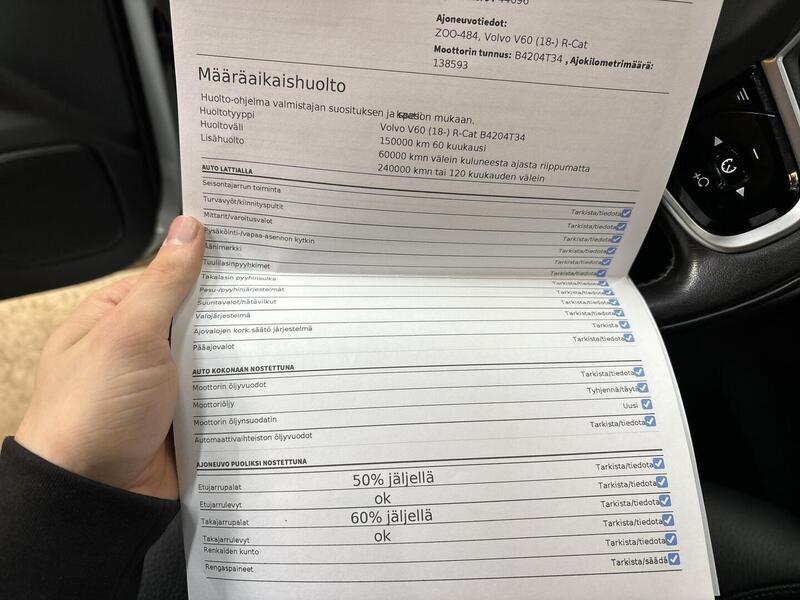 Ajoneuvotiedot:
ZOO-484, Volvo V60 (18-) R-Cat
Moottorin tunnus: B4204T34 , Ajokilometrimäärä:
138593
Määräaikaishuolto
Huolto-ohjelma valmistajan suosituksen ja mukaan.
Huoltotyyppi Volvo V60 (18-) R-Cat B4204T34
Huoltoväli 150000 km 60 kuukausi
Lisähuolto 60000 kmn välein kuluneesta ajasta riippumatta
240000 kmn tai 120 kuukauden välein
AUTO LATTIALLA
Seisontajarrun toiminta Tarkista/tiedota
Turvavyöt/kiinnityspultit Tarkista/tiedota
Mittarit/varoitusvalot Tarkista/tiedota
Pysäköinti-/vapaa-asennon kytkin Tarkista/tiedota
Äänimerkki Tarkista/tiedota
Tuulilasinpyyhkimet Tarkista/tiedota
Takalasin pyyhinsulka Tarkista/tiedota
Pesu-/pyyhinjärjestelmät Tarkista/tiedota
Suuntavalot/hätävilkut Tarkista/tiedota
Valojärjestelmä Tarkista/tiedota
Ajovalojen kork.säätö järjestelmä Tarkista
Pääajovalot Tarkista/tiedota
AUTO KOKONAAN NOSTETTUNA
Moottorin öljyvuodot Tarkista/tiedota
Moottoriöljy Tyhjennä/täytä
Moottorin öljynsuodatin Uusi
Automaattivaihteiston öljyvuodot Tarkista/tiedota
AJONEUVO PUOLIKSI NOSTETTUNA
Etujarrupalat 50% jäljellä Tarkista/tiedota
Etujarrulevyt ok Tarkista/tiedota
Takajarrupalat 60% jäljellä Tarkista/tiedota
Takajarrulevyt ok Tarkista/tiedota
Renkaiden kunto Tarkista/tiedota
Rengaspaineet Tarkista/säädä